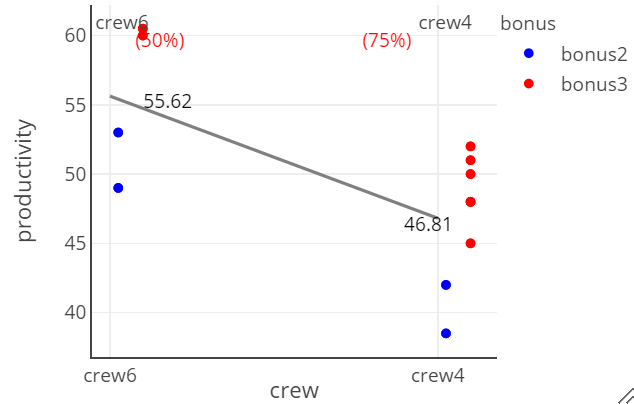 crew6 crew4 bonus
(50%) (75%)
bonus2
bonus3
60
55
50
45
40
55.62
46.81
productivity
crew6 crew4
crew